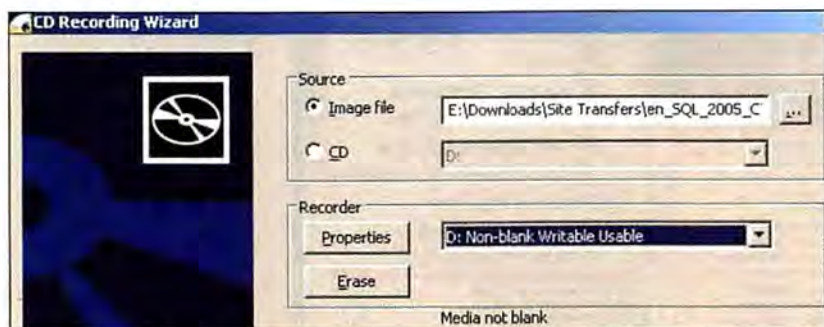 CD Recording Wizard
Source
Image file
E:\Downloads\Site Transfers\en_SQL_2005_C
...
CD
D:
Recorder
Properties
D: Non-blank Writable Usable
Erase
Media not blank